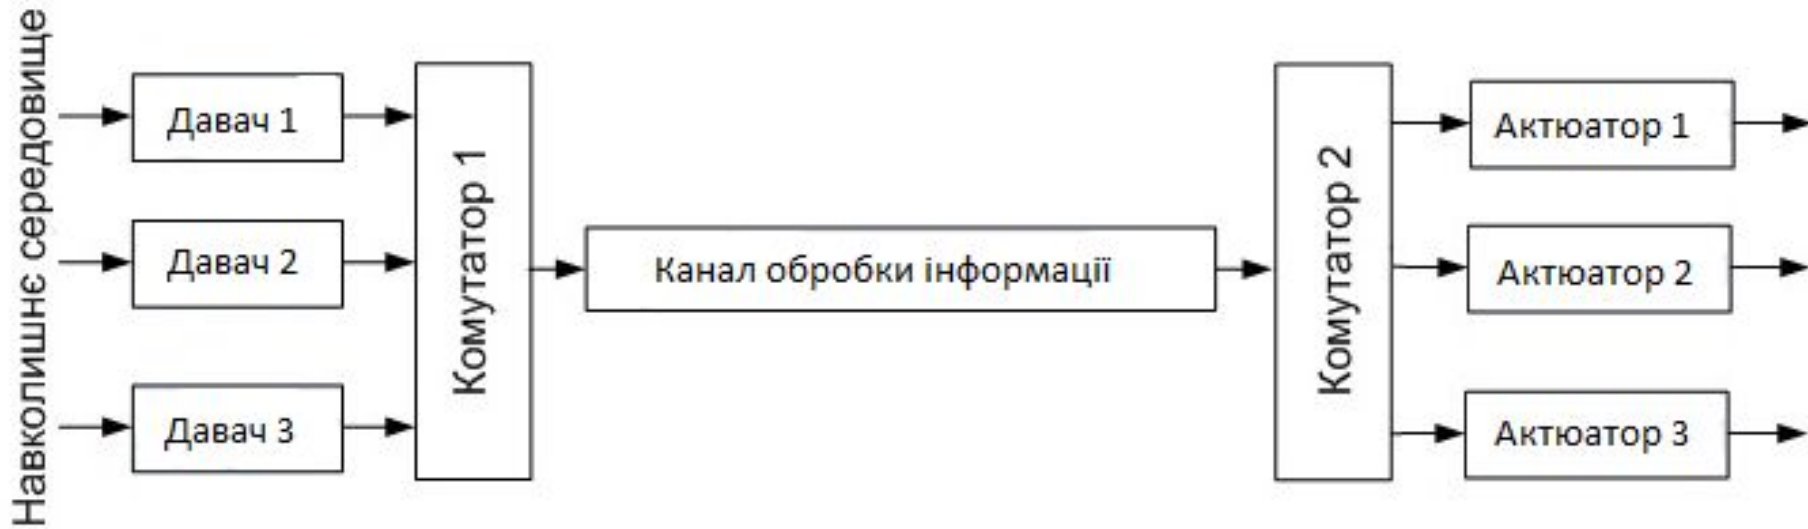 Навколишнє середовище
Давач 1
Давач 2
Давач 3
Комутатор 1
Канал обробки інформації
Комутатор 2
Актюатор 1
Актюатор 2
Актюатор 3